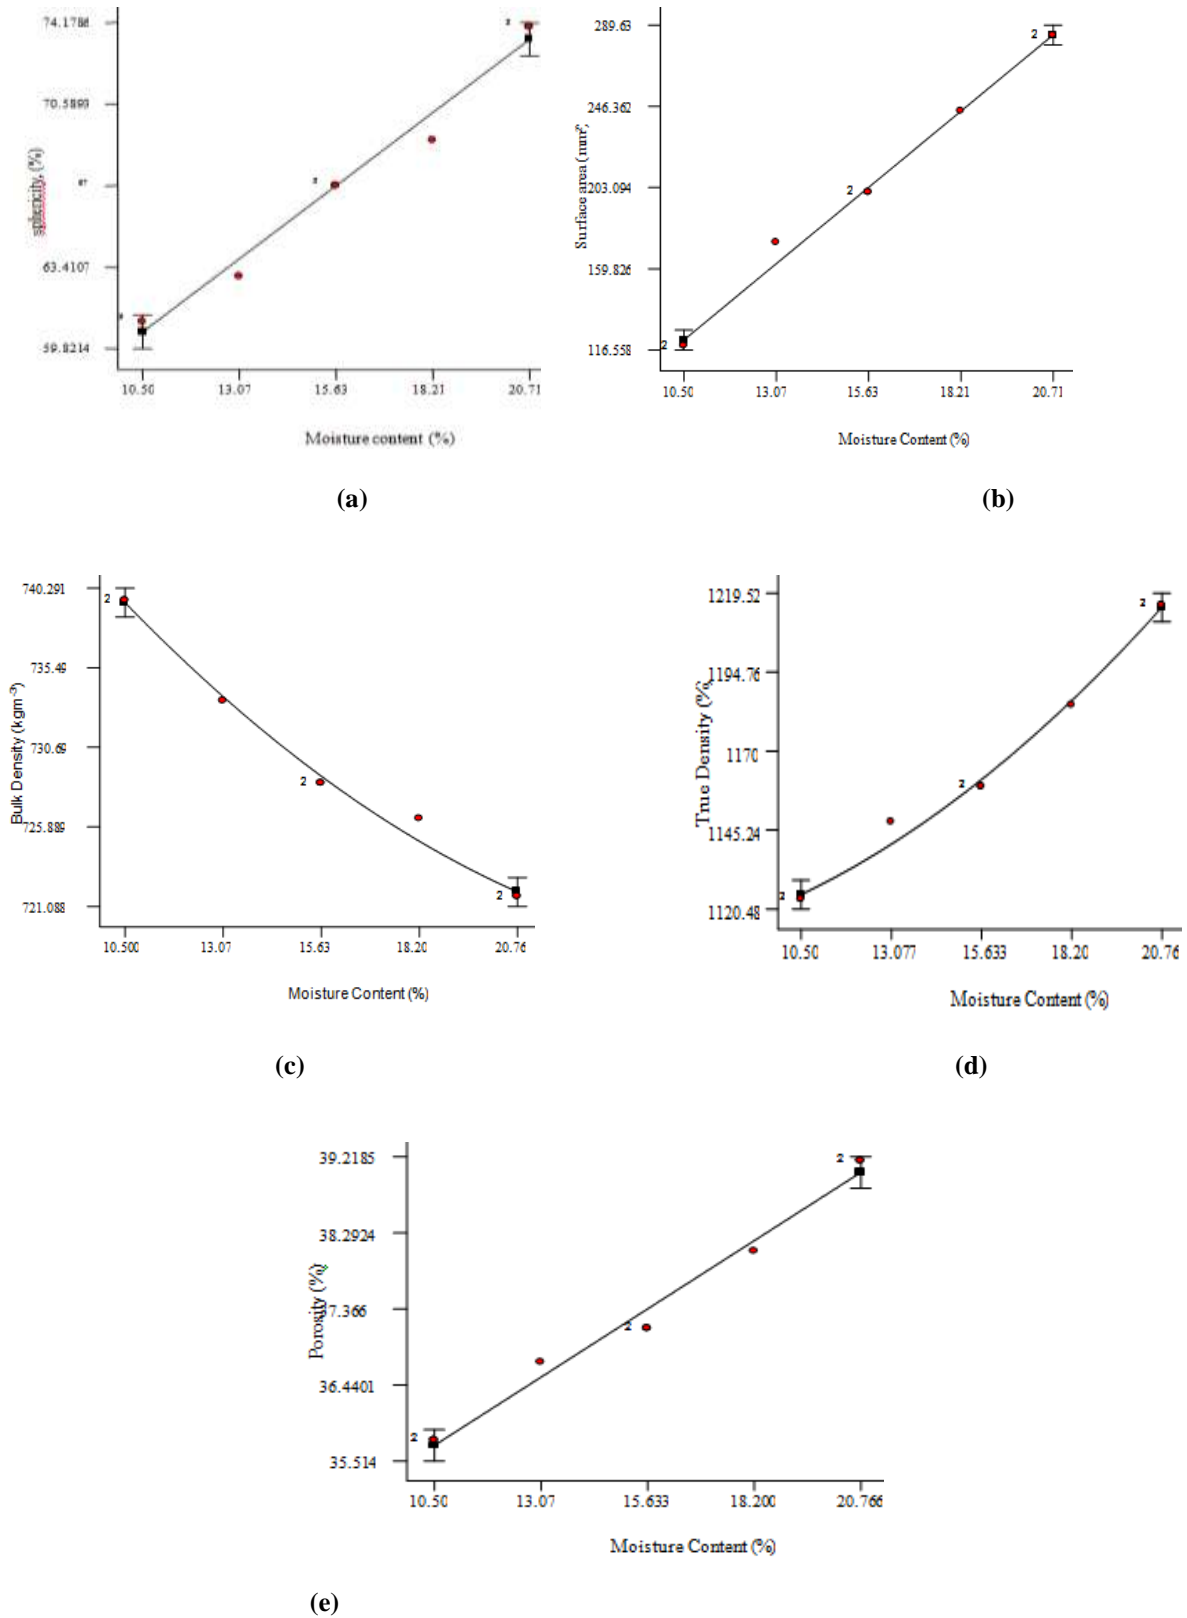 74.1786
70.5893
67
63.4107
59.8214
sphericity, (%)
2
2
2
10.50 13.07 15.63 18.21 20.71
Moisture content (%)
(a)
289.63
246.362
203.094
159.826
116.558
Surface area (mm²)
2
2
2
10.50 13.07 15.63 18.21 20.71
Moisture Content (%)
(b)
740.291
735.49
730.69
725.889
721.088
Bulk Density (kgm⁻³)
2
2
2
10.500 13.07 15.63 18.20 20.76
Moisture Content (%)
(c)
1219.52
1194.76
1170
1145.24
1120.48
True Density (%)
2
2
2
10.50 13.077 15.633 18.20 20.76
Moisture Content (%)
(d)
39.2185
38.2924
37.366
36.4401
35.514
Porosity (%)
2
2
2
10.50 13.07 15.633 18.200 20.766
Moisture Content (%)
(e)